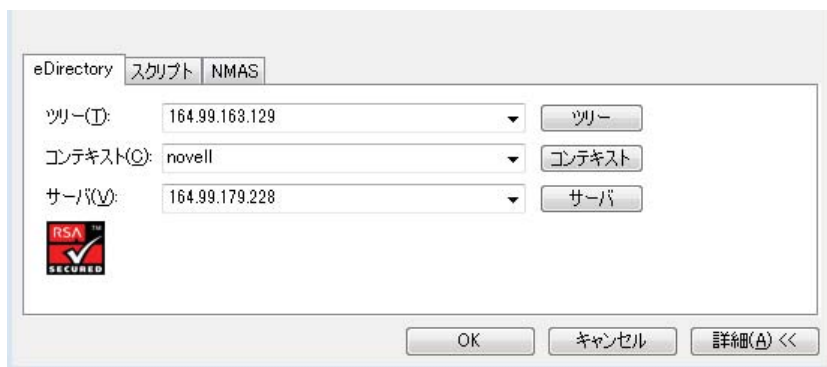 eDirectory スクリプト NMAS
ツリー(T): 164.99.163.129 ツリー
コンテキスト(C): novell コンテキスト
サーバ(V): 164.99.179.228 サーバ
RSA TM
SECURED
OK キャンセル 詳細(A) <<